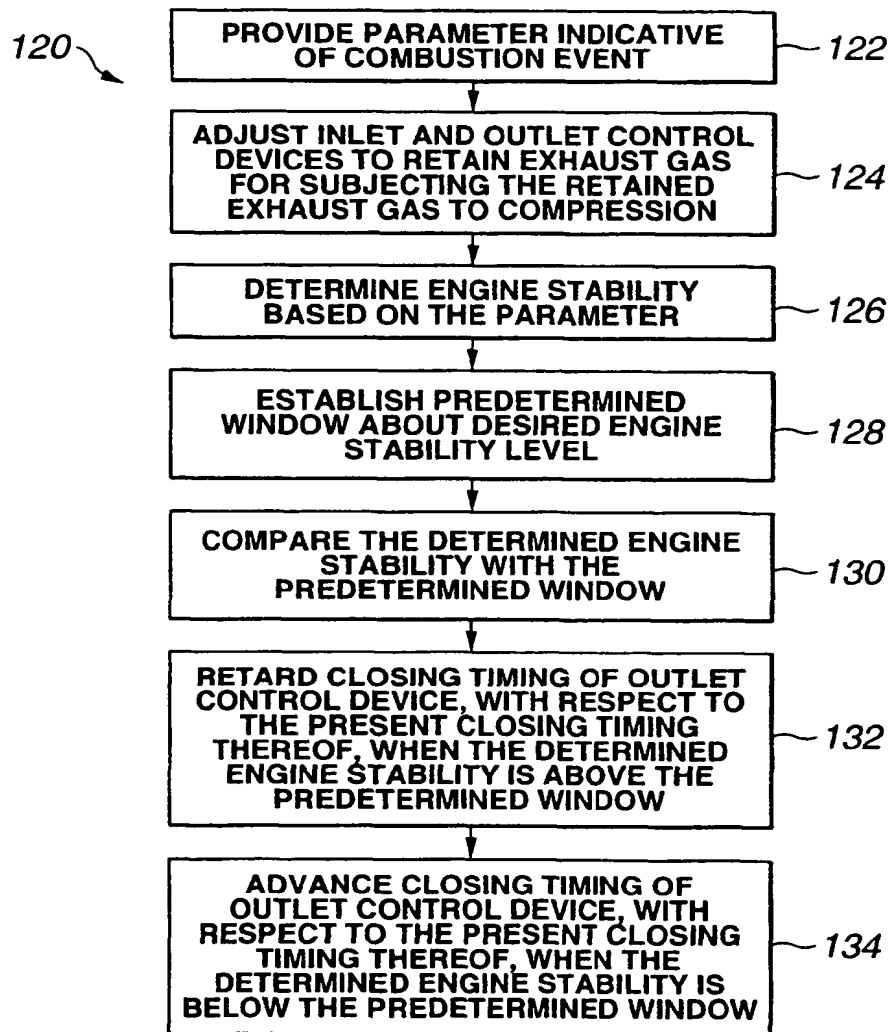 120
PROVIDE PARAMETER INDICATIVE
OF COMBUSTION EVENT
122
ADJUST INLET AND OUTLET CONTROL
DEVICES TO RETAIN EXHAUST GAS
FOR SUBJECTING THE RETAINED
EXHAUST GAS TO COMPRESSION
124
DETERMINE ENGINE STABILITY
BASED ON THE PARAMETER
126
ESTABLISH PREDETERMINED
WINDOW ABOUT DESIRED ENGINE
STABILITY LEVEL
128
COMPARE THE DETERMINED ENGINE
STABILITY WITH THE
PREDETERMINED WINDOW
130
RETARD CLOSING TIMING OF OUTLET
CONTROL DEVICE, WITH RESPECT TO
THE PRESENT CLOSING TIMING
THEREOF, WHEN THE DETERMINED
ENGINE STABILITY IS ABOVE THE
PREDETERMINED WINDOW
132
ADVANCE CLOSING TIMING OF
OUTLET CONTROL DEVICE, WITH
RESPECT TO THE PRESENT CLOSING
TIMING THEREOF, WHEN THE
DETERMINED ENGINE STABILITY IS
BELOW THE PREDETERMINED WINDOW
134